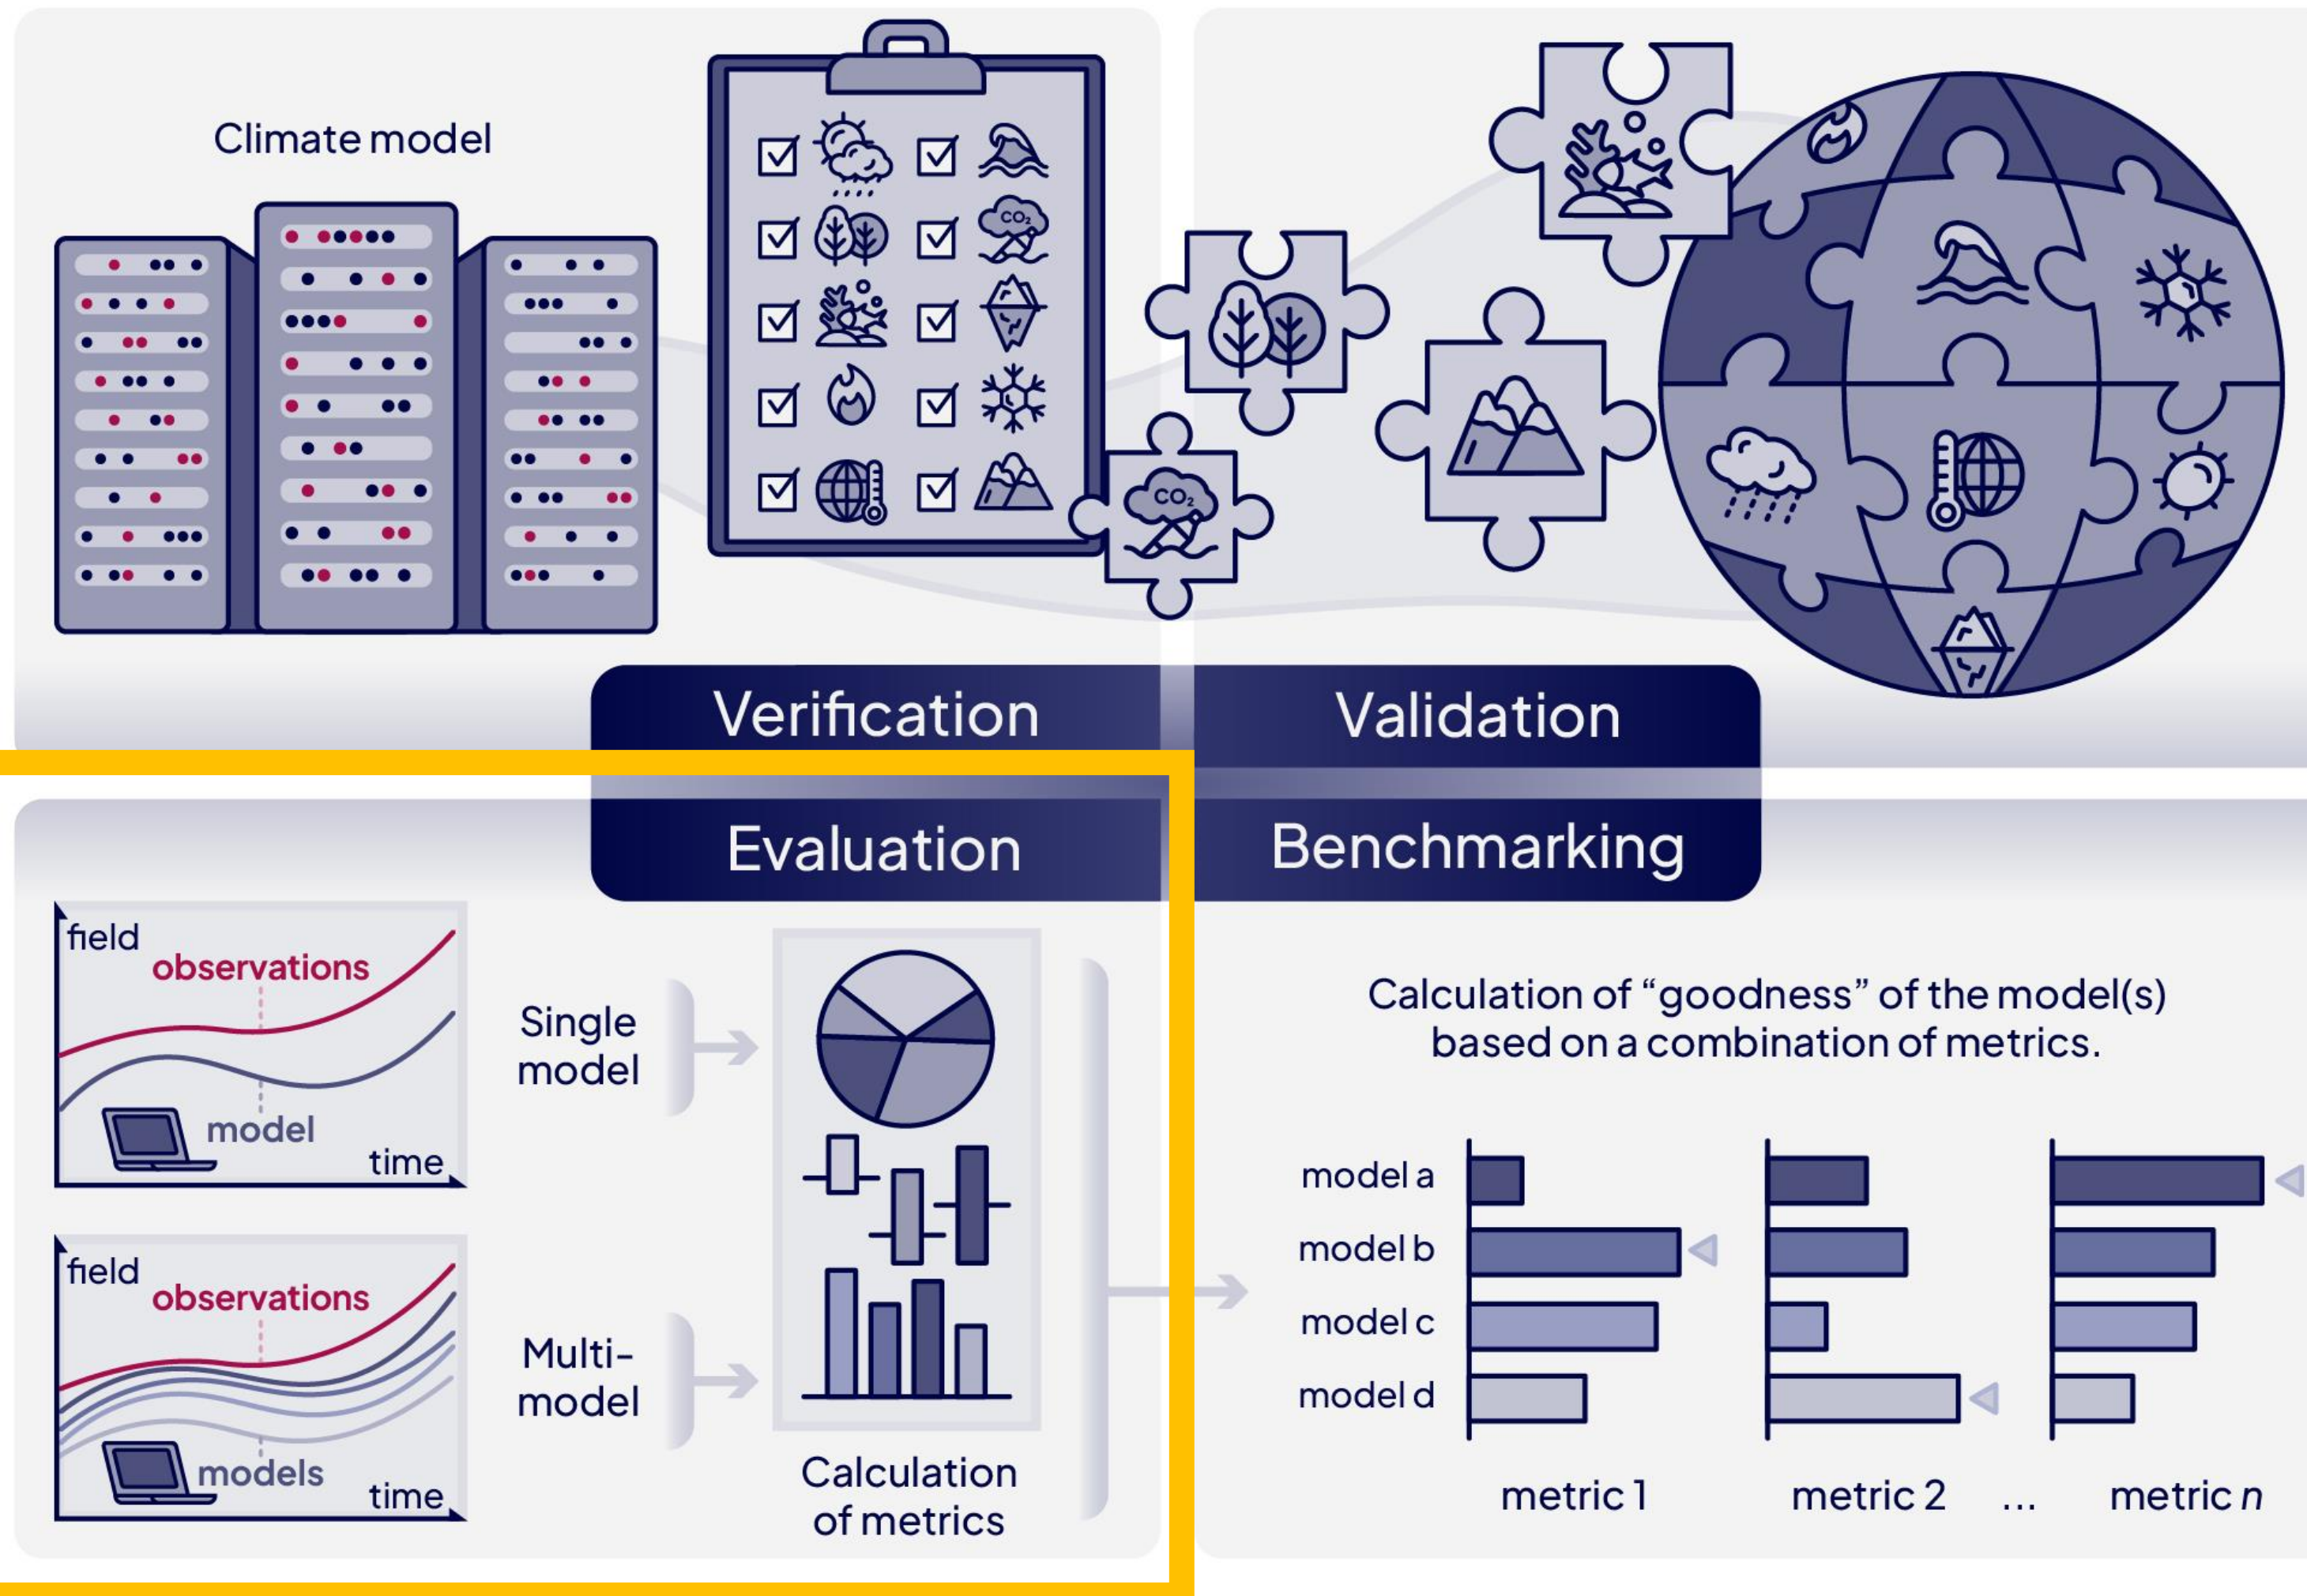 Climate model
CO₂
CO₂
Verification
Validation
Evaluation
Benchmarking
field
observations
model
time
Single
model
field
observations
models
time
Multi-
model
Calculation
of metrics
Calculation of “goodness” of the model(s)
based on a combination of metrics.
model a
model b
model c
model d
metric 1
metric 2
...
metric n